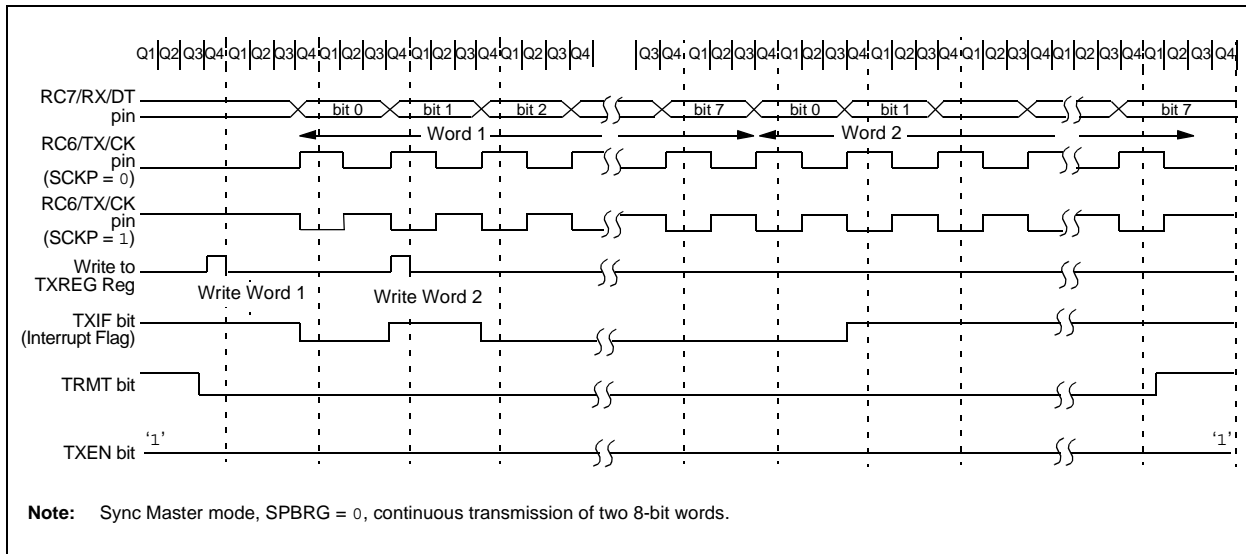 Q1 Q2 Q3 Q4 Q1 Q2 Q3 Q4 Q1 Q2 Q3 Q4 Q1 Q2 Q3 Q4 Q1 Q2 Q3 Q4 Q3 Q4 Q1 Q2 Q3 Q4 Q1 Q2 Q3 Q4 Q1 Q2 Q3 Q4 Q1 Q2 Q3 Q4 Q1 Q2 Q3 Q4 Q1 Q2 Q3 Q4
RC7/RX/DT
pin
bit 0 bit 1 bit 2 bit 7 bit 0 bit 1 bit 7
Word 1 Word 2
RC6/TX/CK
pin
(SCKP = 0)
RC6/TX/CK
pin
(SCKP = 1)
Write to
TXREG Reg
Write Word 1 Write Word 2
TXIF bit
(Interrupt Flag)
TRMT bit
‘1’ ‘1’
TXEN bit
Note: Sync Master mode, SPBRG = 0, continuous transmission of two 8-bit words.